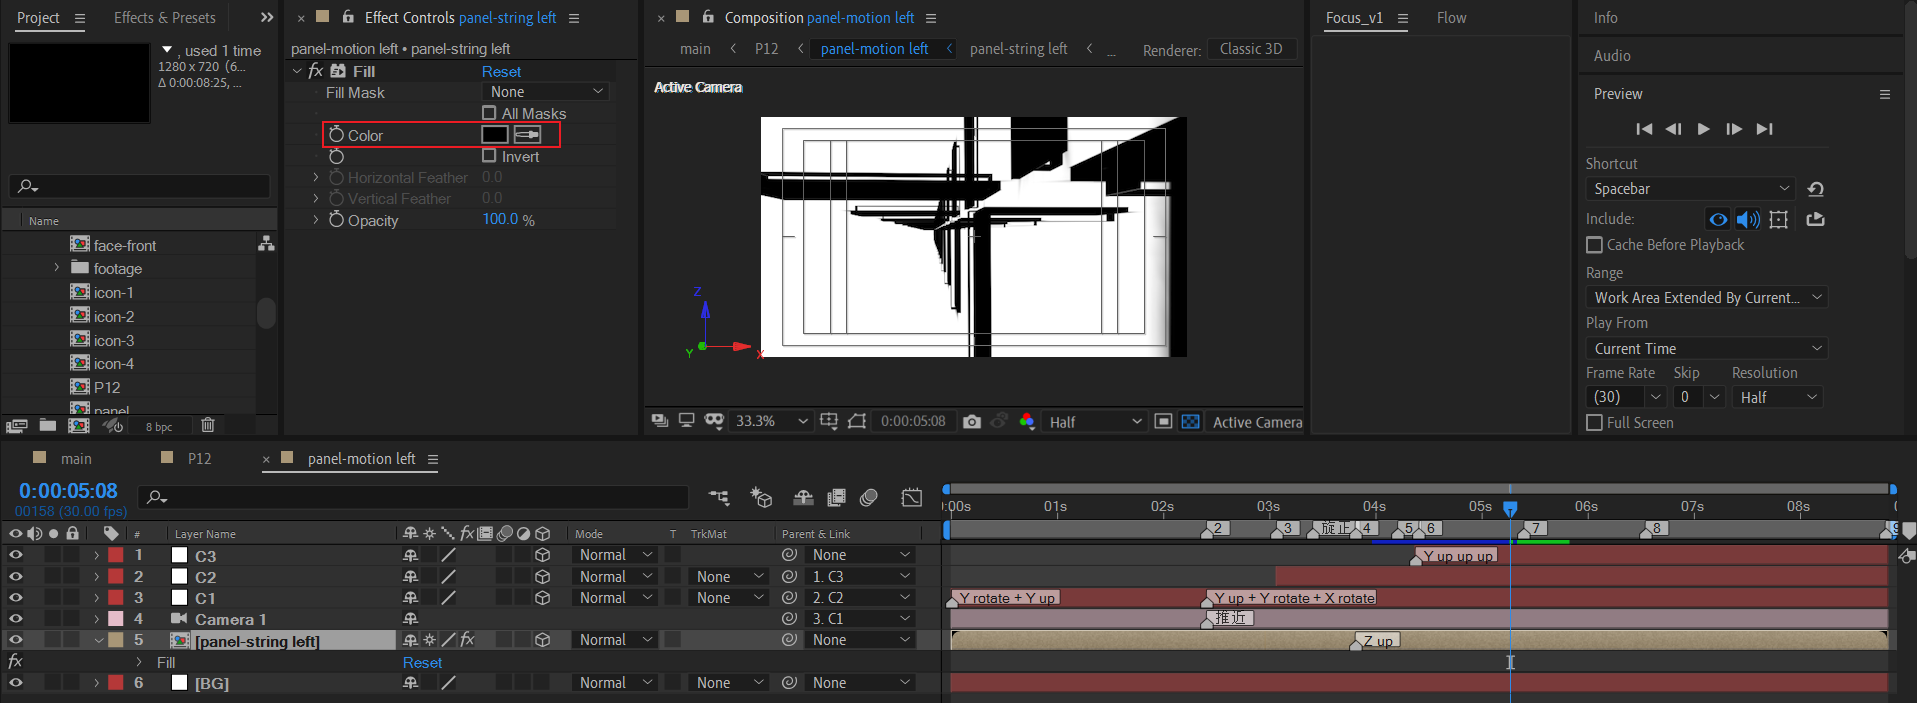 Project
Effects & Presets
, used 1 time
1280 x 720 (6...
Δ 0:00:08:25, ...
Name
face-front
footage
icon-1
icon-2
icon-3
icon-4
P12
panel
8 bpc
Effect Controls panel-string left
panel-motion left • panel-string left
fx Fill Reset
Fill Mask None
All Masks
Color
Invert
Horizontal Feather 0.0
Vertical Feather 0.0
Opacity 100.0 %
Composition panel-motion left
main P12 panel-motion left panel-string left ... Renderer: Classic 3D
Active Camera
Z
Y
X
33.3% 0:00:05:08 Half Active Camera
Focus_v1 Flow
Info
Audio
Preview
Shortcut
Spacebar
Include:
Cache Before Playback
Range
Work Area Extended By Current...
Play From
Current Time
Frame Rate Skip Resolution
(30) 0 Half
Full Screen
main P12 panel-motion left
0:00:05:08
00158 (30.00 fps)
:00s 01s 02s 03s 04s 05s 06s 07s 08s
2 3 旋正 4 5 6 7 8 9
# Layer Name fx Mode T TrkMat Parent & Link
1 C3 Normal None
Y up up up
2 C2 Normal None 1. C3
3 C1 Normal None 2. C2
Y rotate + Y up
Y up + Y rotate + X rotate
4 Camera 1 3. C1
推近
5 [panel-string left] fx Normal None
Z up
fx Fill Reset
6 [BG] Normal None None